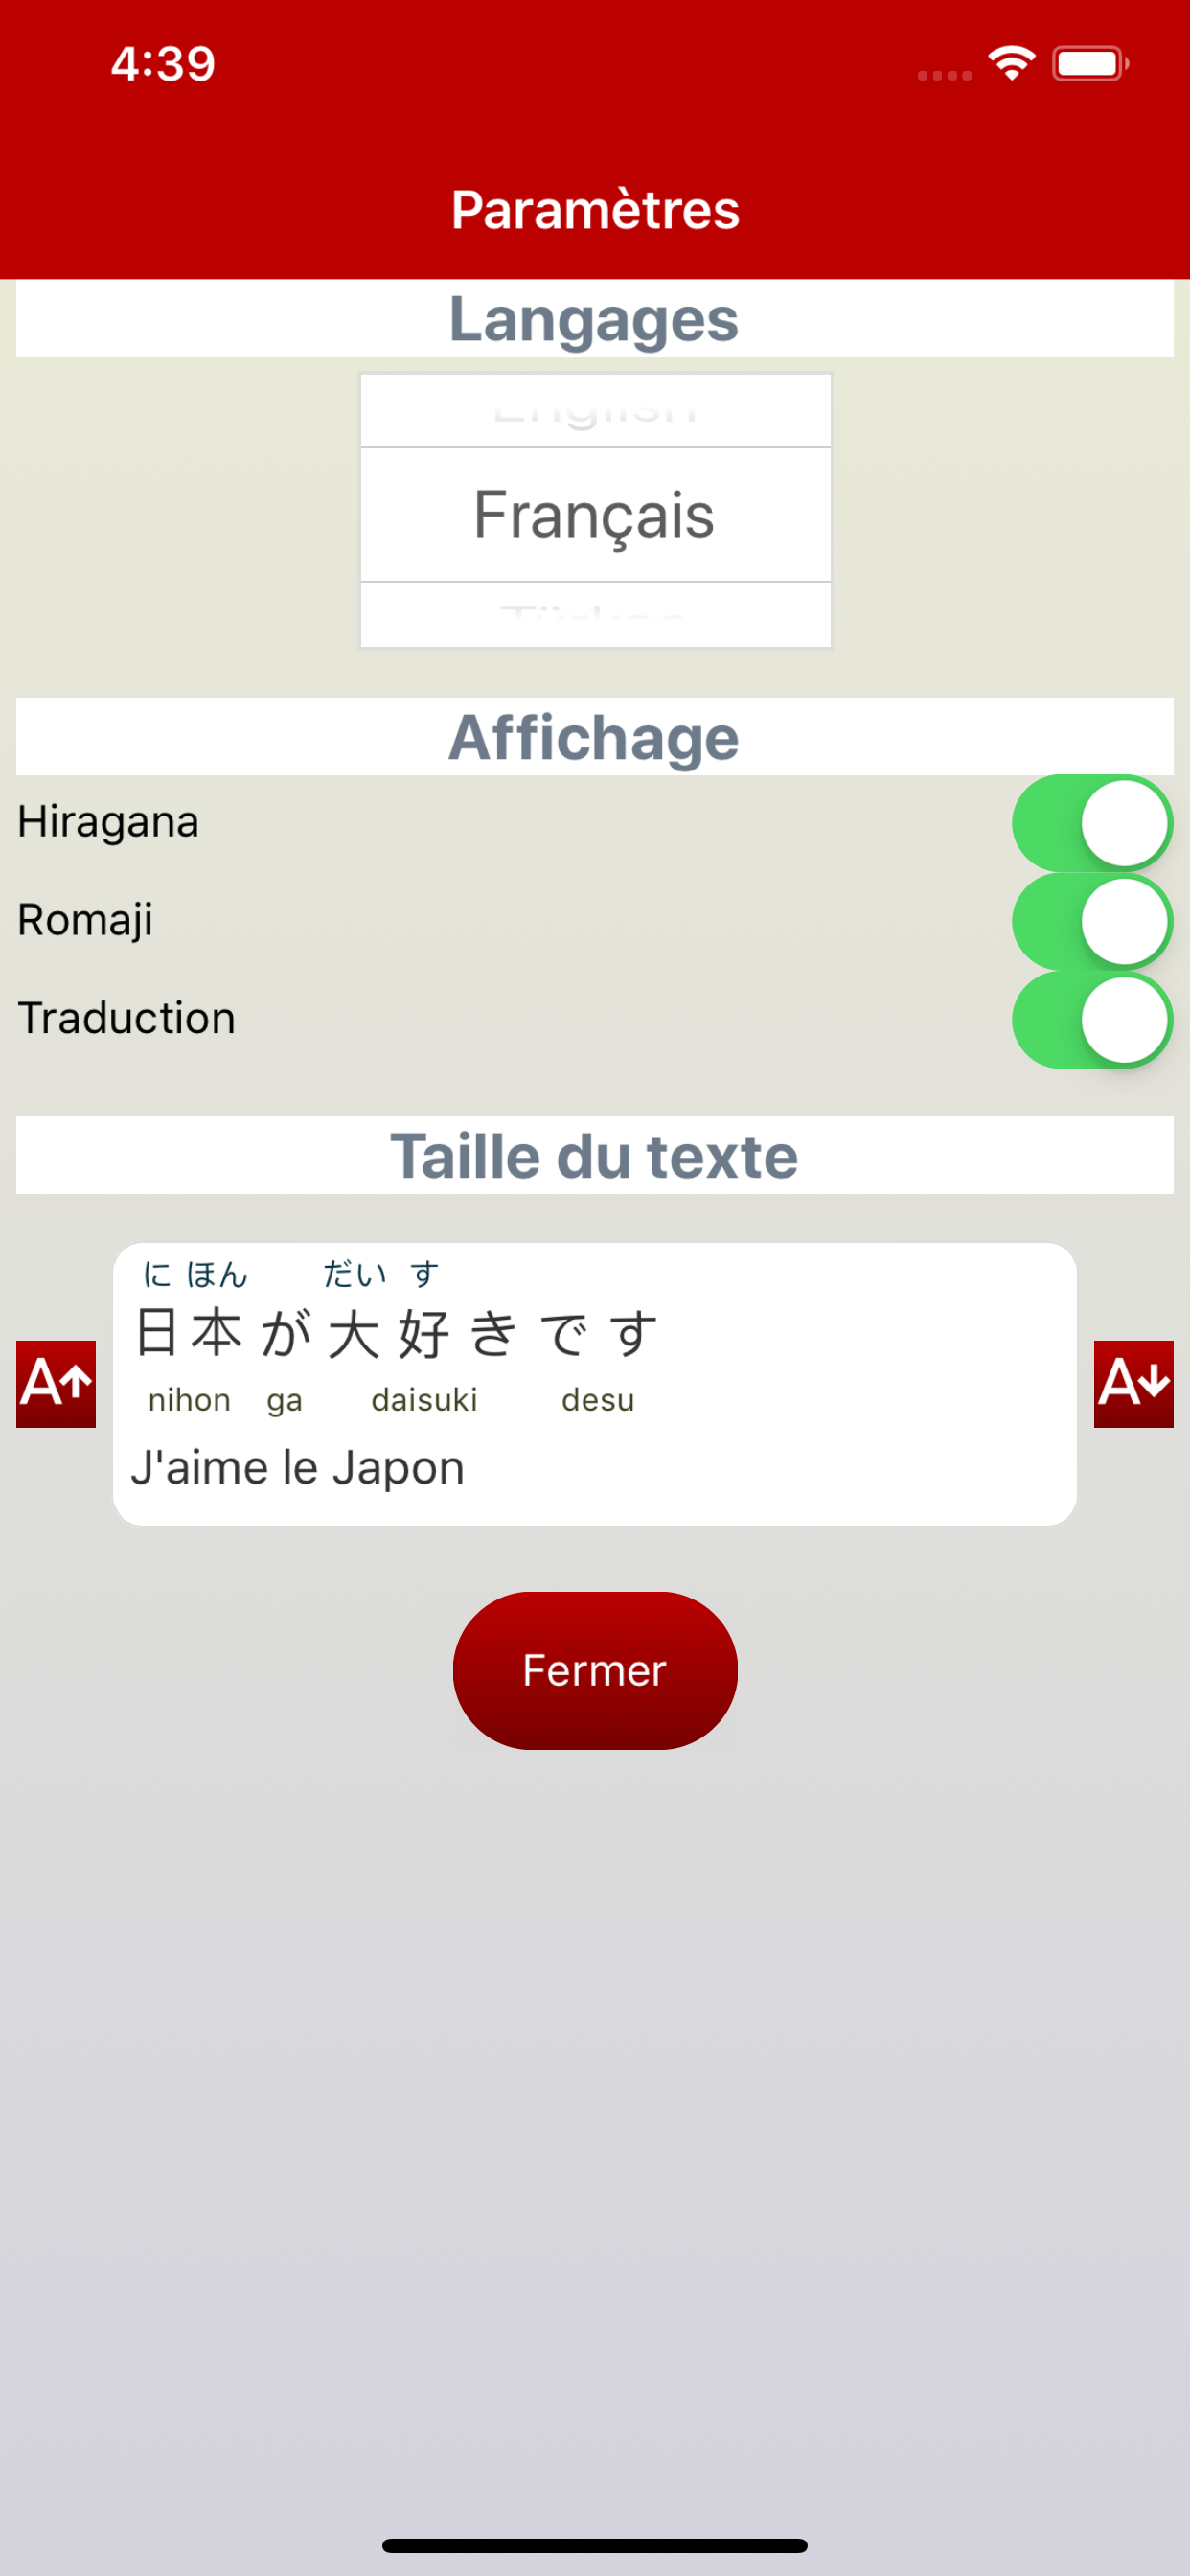 4:39
Paramètres
Langages
English
Français
Affichage
Hiragana
Romaji
Traduction
Taille du texte
に ほん だい す
日本が大好きです
nihon ga daisuki desu
A↑
A↓
J'aime le Japon
Fermer